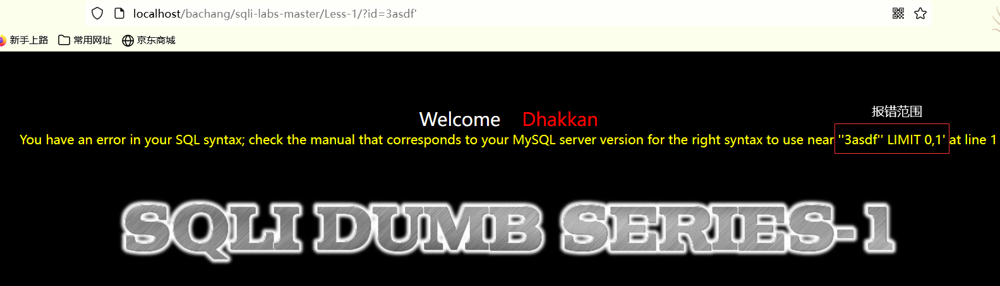 localhost/bachang/sqli-labs-master/Less-1/?id=3asdf'
新手上路 常用网址 京东商城
报错范围
Welcome Dhakkan
You have an error in your SQL syntax; check the manual that corresponds to your MySQL server version for the right syntax to use near ''3asdf'' LIMIT 0,1' at line 1
SQLI DUMB SERIES-1